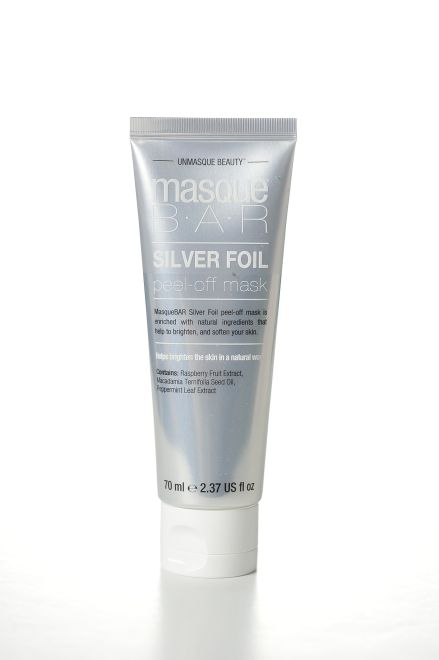 UNMASQUE BEAUTY™
masque
B·A·R
SILVER FOIL
peel-off mask
MasqueBAR Silver Foil peel-off mask is
enriched with natural ingredients that
help to brighten, and soften your skin.
Helps brighten the skin in a natural way
Contains: Raspberry Fruit Extract,
Macadamia Ternifolia Seed Oil,
Peppermint Leaf Extract
70 ml ℮ 2.37 US fl oz